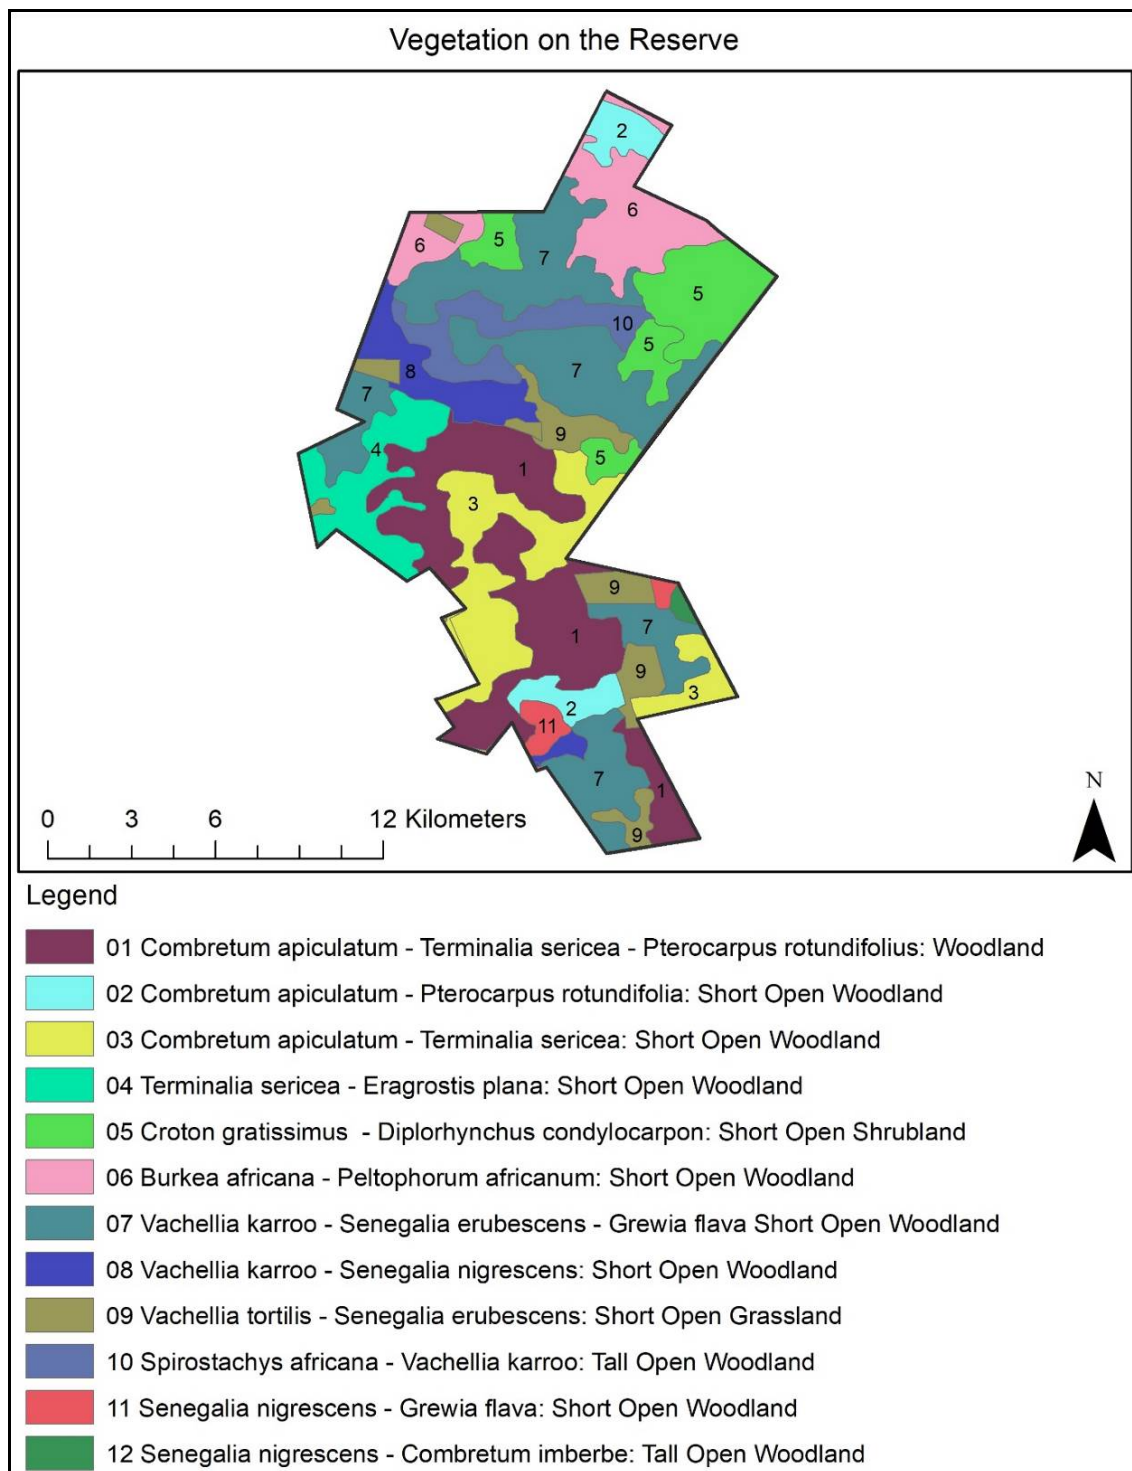 Vegetation on the Reserve
2
6
6
5
7
5
10
5
7
8
7
9
4
1
5
3
9
7
1
9
3
2
11
7
1
9
N
0 3 6 12 Kilometers
Legend
01 Combretum apiculatum - Terminalia sericea - Pterocarpus rotundifolius: Woodland
02 Combretum apiculatum - Pterocarpus rotundifolia: Short Open Woodland
03 Combretum apiculatum - Terminalia sericea: Short Open Woodland
04 Terminalia sericea - Eragrostis plana: Short Open Woodland
05 Croton gratissimus - Diplorhynchus condylocarpon: Short Open Shrubland
06 Burkea africana - Peltophorum africanum: Short Open Woodland
07 Vachellia karroo - Senegalia erubescens - Grewia flava Short Open Woodland
08 Vachellia karroo - Senegalia nigrescens: Short Open Woodland
09 Vachellia tortilis - Senegalia erubescens: Short Open Grassland
10 Spirostachys africana - Vachellia karroo: Tall Open Woodland
11 Senegalia nigrescens - Grewia flava: Short Open Woodland
12 Senegalia nigrescens - Combretum imberbe: Tall Open Woodland